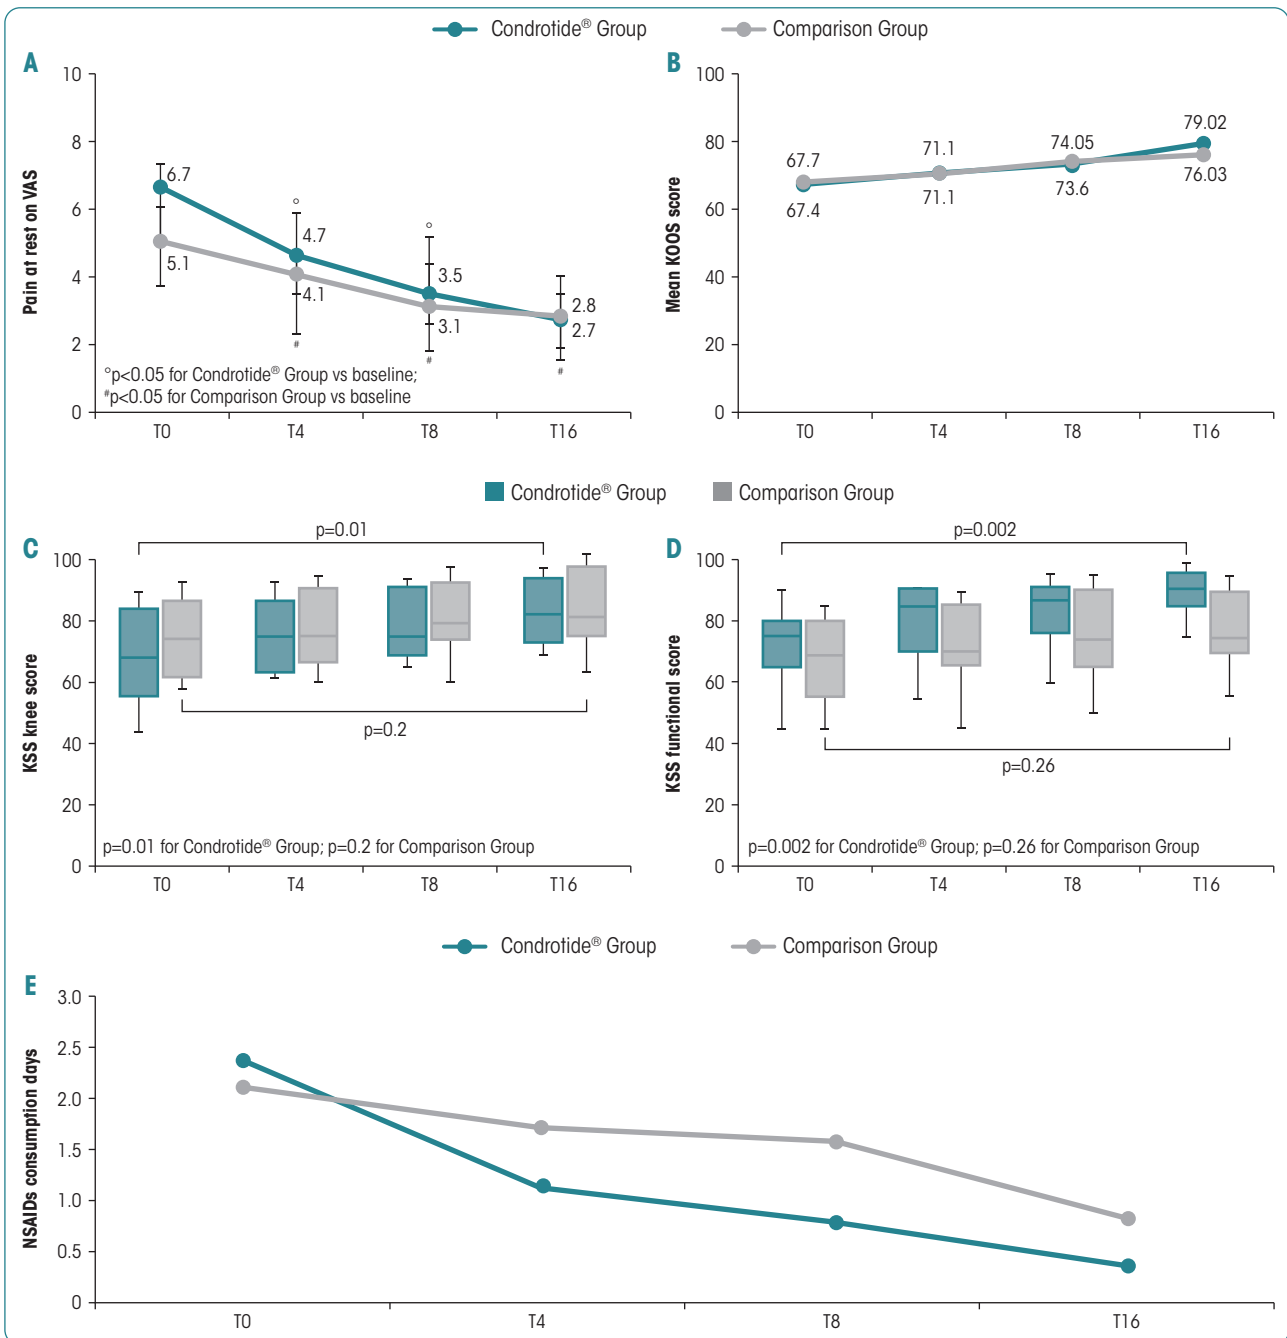 Condrotide® Group
Comparison Group
A
Pain at rest on VAS
10
8
6
4
2
0
6.7
5.1
°
4.7
4.1
#
°
3.5
3.1
#
2.8
2.7
#
°p<0.05 for Condrotide® Group vs baseline;
#p<0.05 for Comparison Group vs baseline
T0 T4 T8 T16
B
Mean KOOS score
100
80
60
40
20
0
67.7
67.4
71.1
71.1
74.05
73.6
79.02
76.03
T0 T4 T8 T16
Condrotide® Group
Comparison Group
C
KSS knee score
100
80
60
40
20
0
p=0.01
p=0.2
p=0.01 for Condrotide® Group; p=0.2 for Comparison Group
T0 T4 T8 T16
D
KSS functional score
100
80
60
40
20
0
p=0.002
p=0.26
p=0.002 for Condrotide® Group; p=0.26 for Comparison Group
T0 T4 T8 T16
Condrotide® Group
Comparison Group
E
NSAIDs consumption days
3.0
2.5
2.0
1.5
1.0
0.5
0
T0 T4 T8 T16